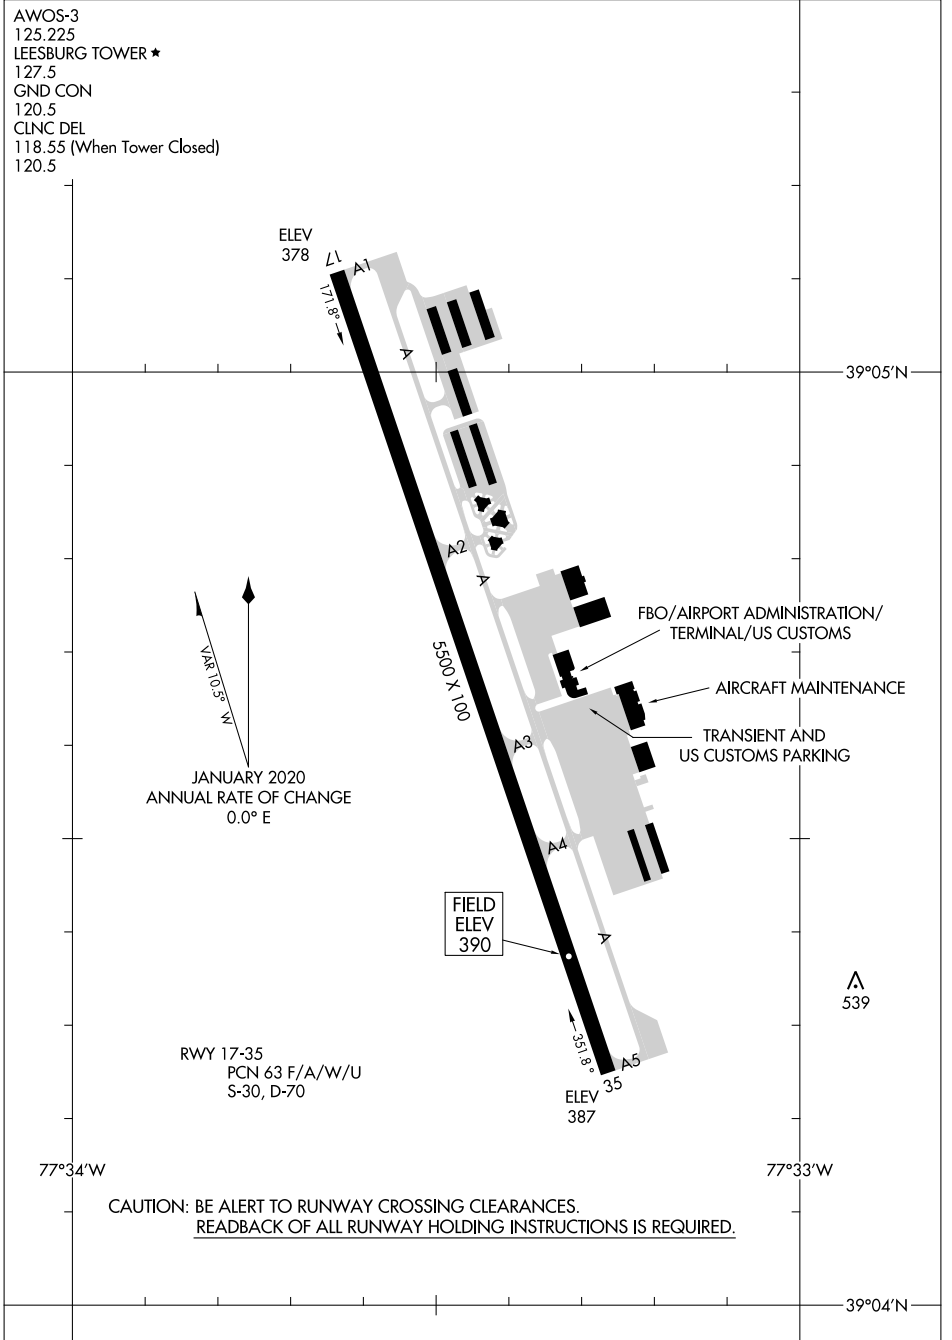 AWOS-3
125.225
LEESBURG TOWER ★
127.5
GND CON
120.5
CLNC DEL
118.55 (When Tower Closed)
120.5
ELEV
378
17
A1
171.8°
A
39°05'N
A2
A
FBO/AIRPORT ADMINISTRATION/
TERMINAL/US CUSTOMS
VAR 10.5° W
5500 X 100
AIRCRAFT MAINTENANCE
TRANSIENT AND
US CUSTOMS PARKING
A3
JANUARY 2020
ANNUAL RATE OF CHANGE
0.0° E
A4
FIELD
ELEV
390
A
539
351.8°
RWY 17-35
PCN 63 F/A/W/U
S-30, D-70
A5
35
ELEV
387
77°34'W
77°33'W
CAUTION: BE ALERT TO RUNWAY CROSSING CLEARANCES.
READBACK OF ALL RUNWAY HOLDING INSTRUCTIONS IS REQUIRED.
39°04'N